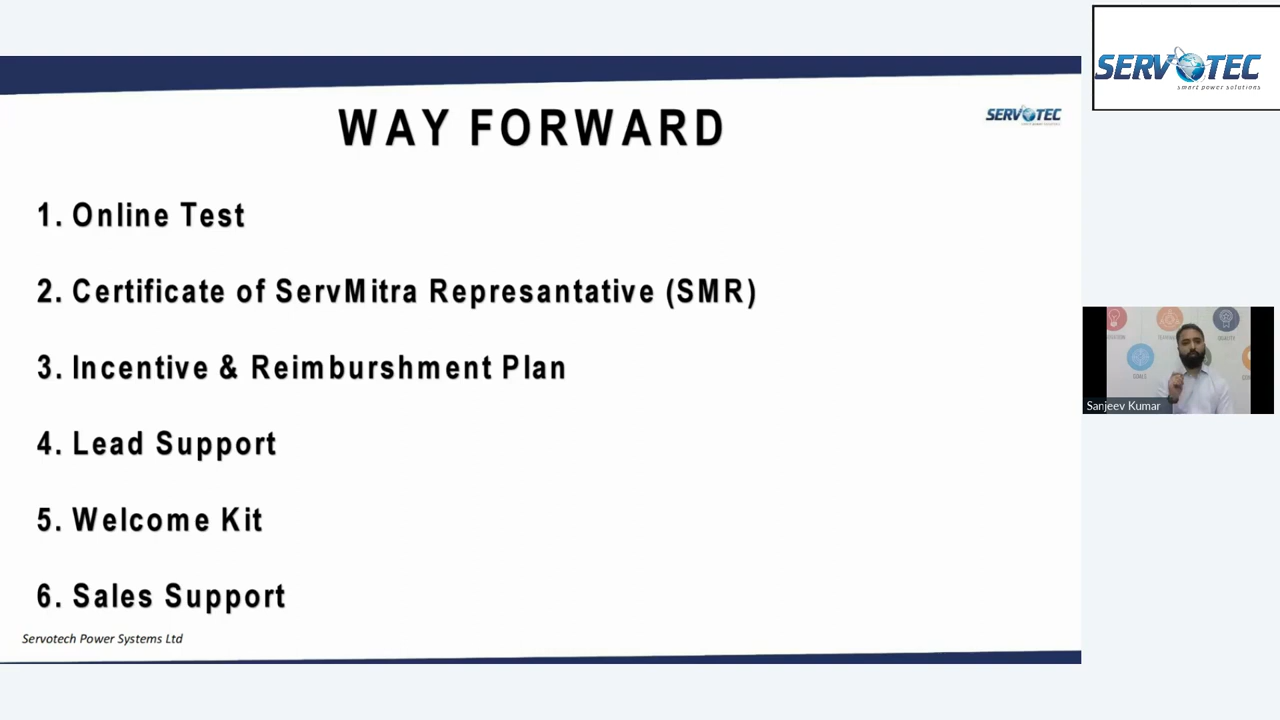 WAY FORWARD
SERVOTEC
1. Online Test
2. Certificate of ServMitra Represantative (SMR)
3. Incentive & Reimburshment Plan
4. Lead Support
5. Welcome Kit
6. Sales Support
Servotech Power Systems Ltd
SERVOTEC
smart power solutions
Sanjeev Kumar